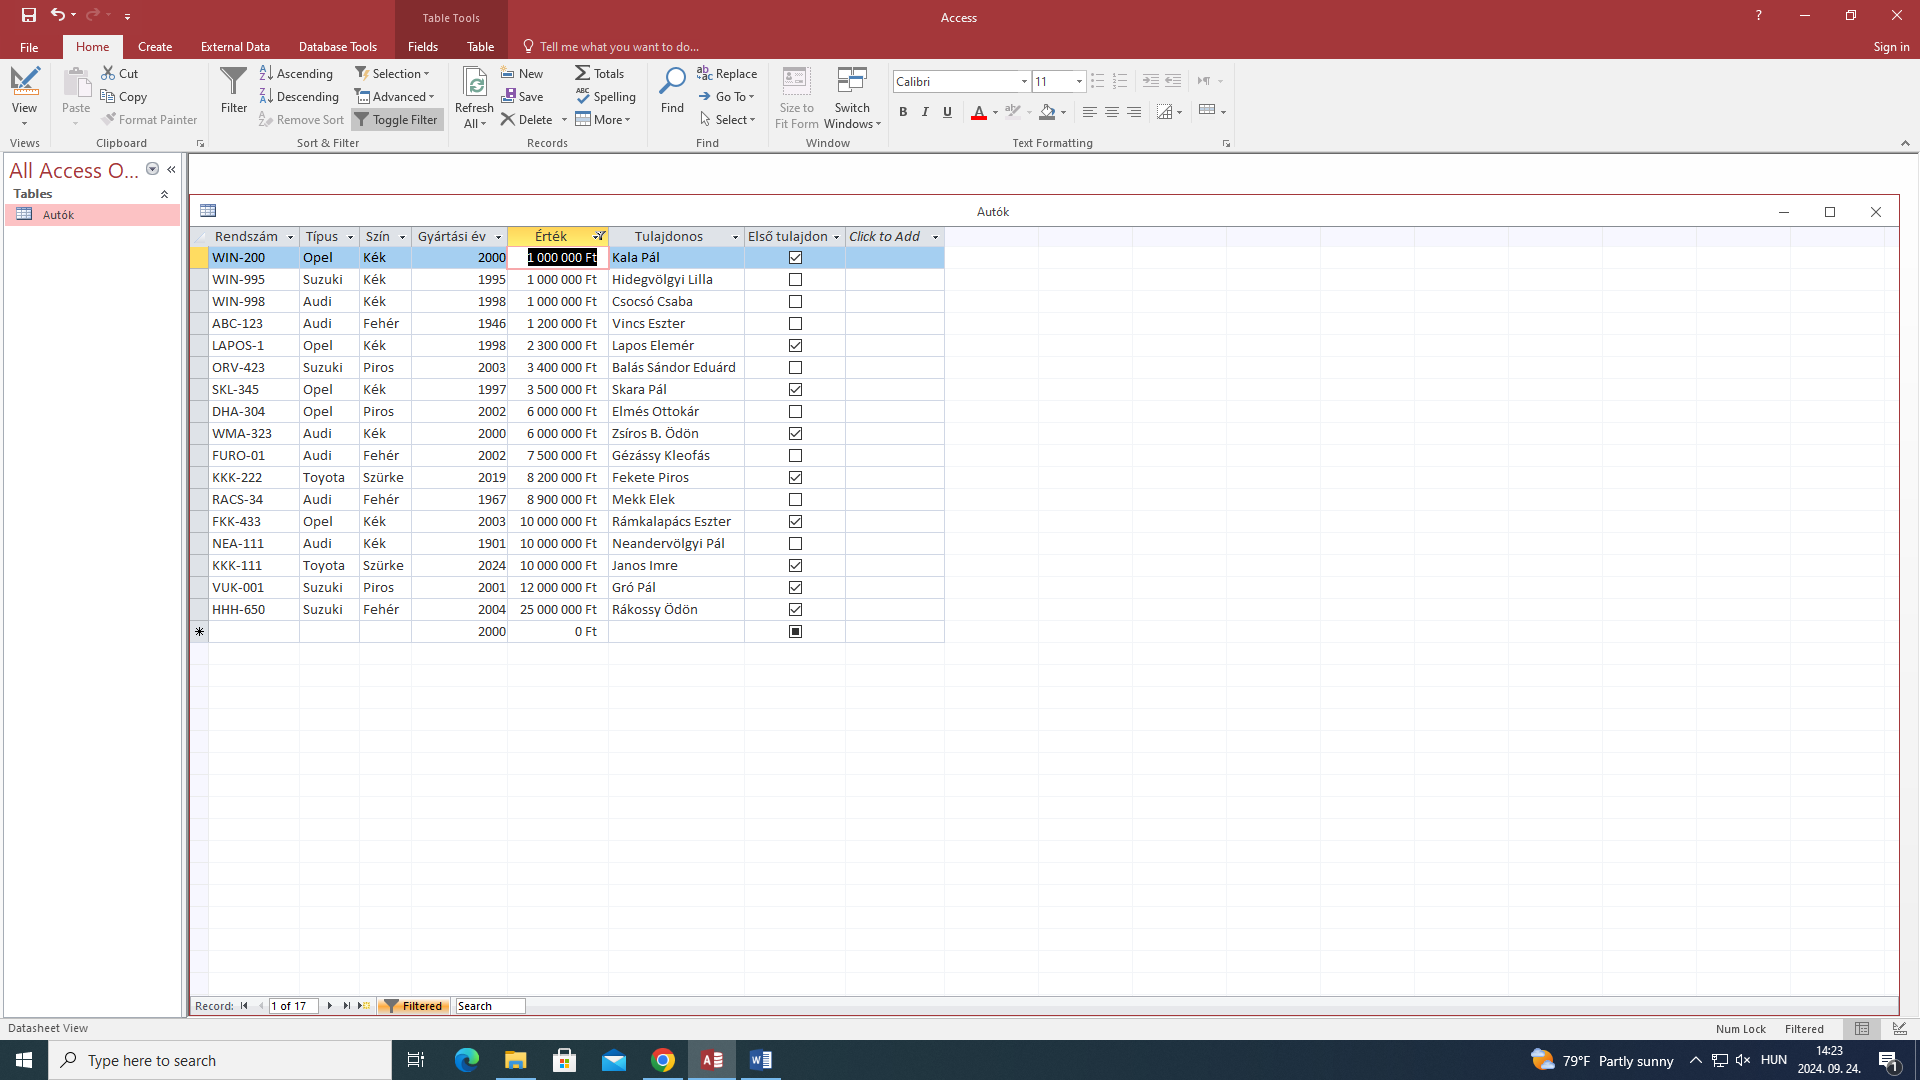 Table Tools
Access
Sign in
File Home Create External Data Database Tools Fields Table Tell me what you want to do...
View
Views
Paste
Cut
Copy
Format Painter
Clipboard
Filter
Ascending
Descending
Remove Sort
Selection
Advanced
Toggle Filter
Sort & Filter
Refresh
All
New
Save
Delete
Totals
Spelling
More
Records
Find
Replace
Go To
Select
Find
Size to
Fit Form
Switch
Windows
Window
Calibri 11
B I U
Text Formatting
All Access O...
Tables
Autók
Autók
Rendszám Típus Szín Gyártási év Érték Tulajdonos Első tulajdon Click to Add
WIN-200 Opel Kék 2000 1 000 000 Ft Kala Pál
WIN-995 Suzuki Kék 1995 1 000 000 Ft Hidegvölgyi Lilla
WIN-998 Audi Kék 1998 1 000 000 Ft Csocsó Csaba
ABC-123 Audi Fehér 1946 1 200 000 Ft Vincs Eszter
LAPOS-1 Opel Kék 1998 2 300 000 Ft Lapos Elemér
ORV-423 Suzuki Piros 2003 3 400 000 Ft Balás Sándor Eduárd
SKL-345 Opel Kék 1997 3 500 000 Ft Skara Pál
DHA-304 Opel Piros 2002 6 000 000 Ft Elmés Ottokár
WMA-323 Audi Kék 2000 6 000 000 Ft Zsíros B. Ödön
FURO-01 Audi Fehér 2002 7 500 000 Ft Gézássy Kleofás
KKK-222 Toyota Szürke 2019 8 200 000 Ft Fekete Piros
RACS-34 Audi Fehér 1967 8 900 000 Ft Mekk Elek
FKK-433 Opel Kék 2003 10 000 000 Ft Rámkalapács Eszter
NEA-111 Audi Kék 1901 10 000 000 Ft Neandervölgyi Pál
KKK-111 Toyota Szürke 2024 10 000 000 Ft Janos Imre
VUK-001 Suzuki Piros 2001 12 000 000 Ft Gró Pál
HHH-650 Suzuki Fehér 2004 25 000 000 Ft Rákossy Ödön
2000 0 Ft
Record: 1 of 17 Filtered Search
Datasheet View Num Lock Filtered
Type here to search
79°F Partly sunny HUN
14:23
2024. 09. 24.
1